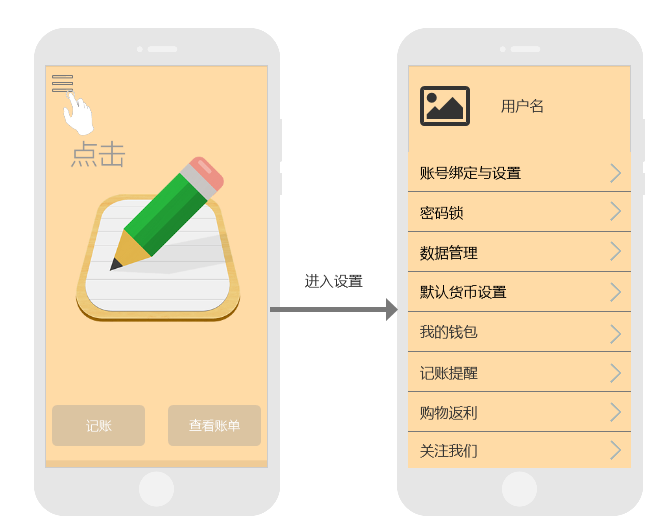 点击
记账
查看账单
进入设置
用户名
账号绑定与设置
密码锁
数据管理
默认货币设置
我的钱包
记账提醒
购物返利
关注我们